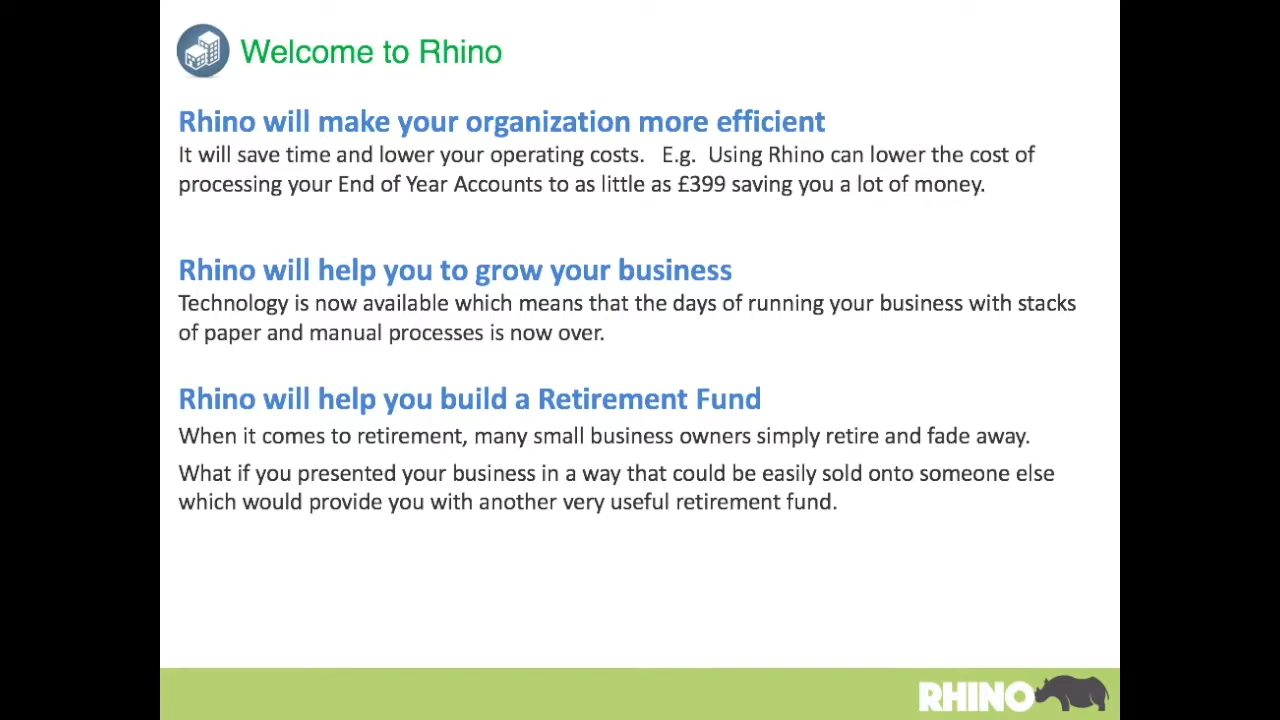 Welcome to Rhino
Rhino will make your organization more efficient
It will save time and lower your operating costs.   E.g.  Using Rhino can lower the cost of
processing your End of Year Accounts to as little as £399 saving you a lot of money.
Rhino will help you to grow your business
Technology is now available which means that the days of running your business with stacks
of paper and manual processes is now over.
Rhino will help you build a Retirement Fund
When it comes to retirement, many small business owners simply retire and fade away.
What if you presented your business in a way that could be easily sold onto someone else
which would provide you with another very useful retirement fund.
RHINO